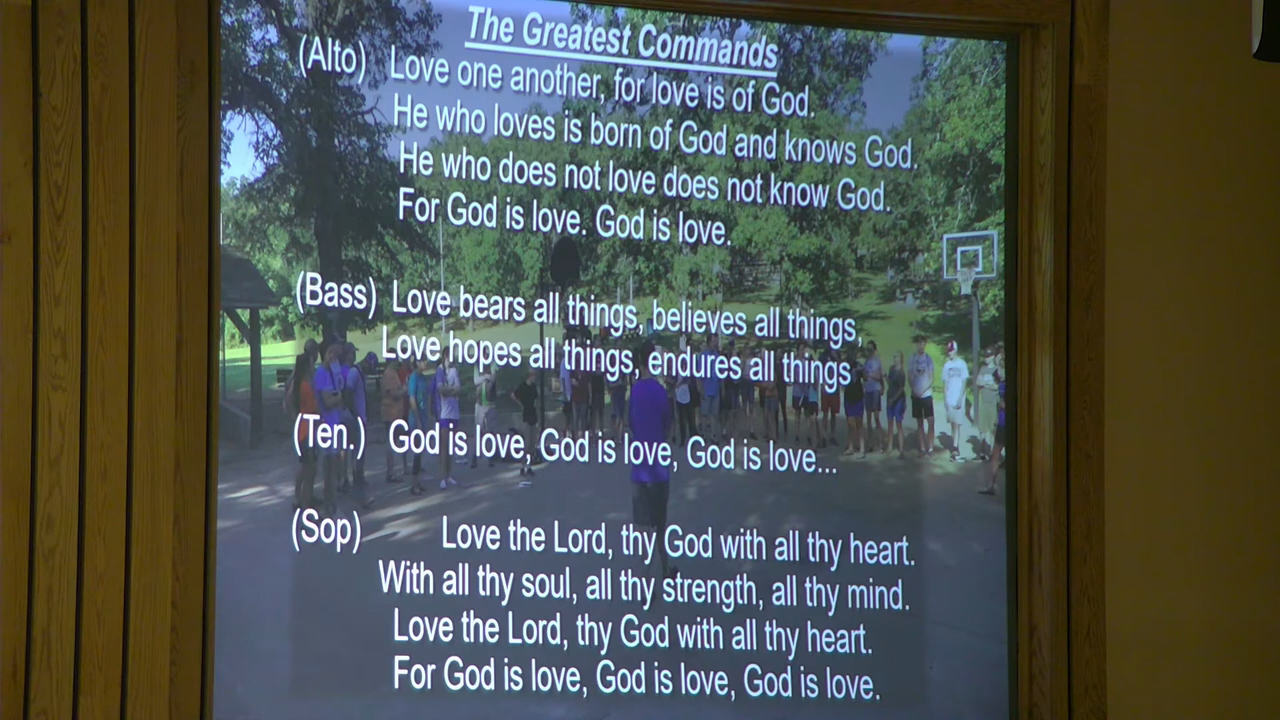 The Greatest Commands
(Alto) Love one another, for love is of God.
He who loves is born of God and knows God.
He who does not love does not know God.
For God is love. God is love.
(Bass) Love bears all things, believes all things,
Love hopes all things, endures all things
(Ten.) God is love, God is love, God is love...
(Sop) Love the Lord, thy God with all thy heart.
With all thy soul, all thy strength, all thy mind.
Love the Lord, thy God with all thy heart.
For God is love, God is love, God is love.